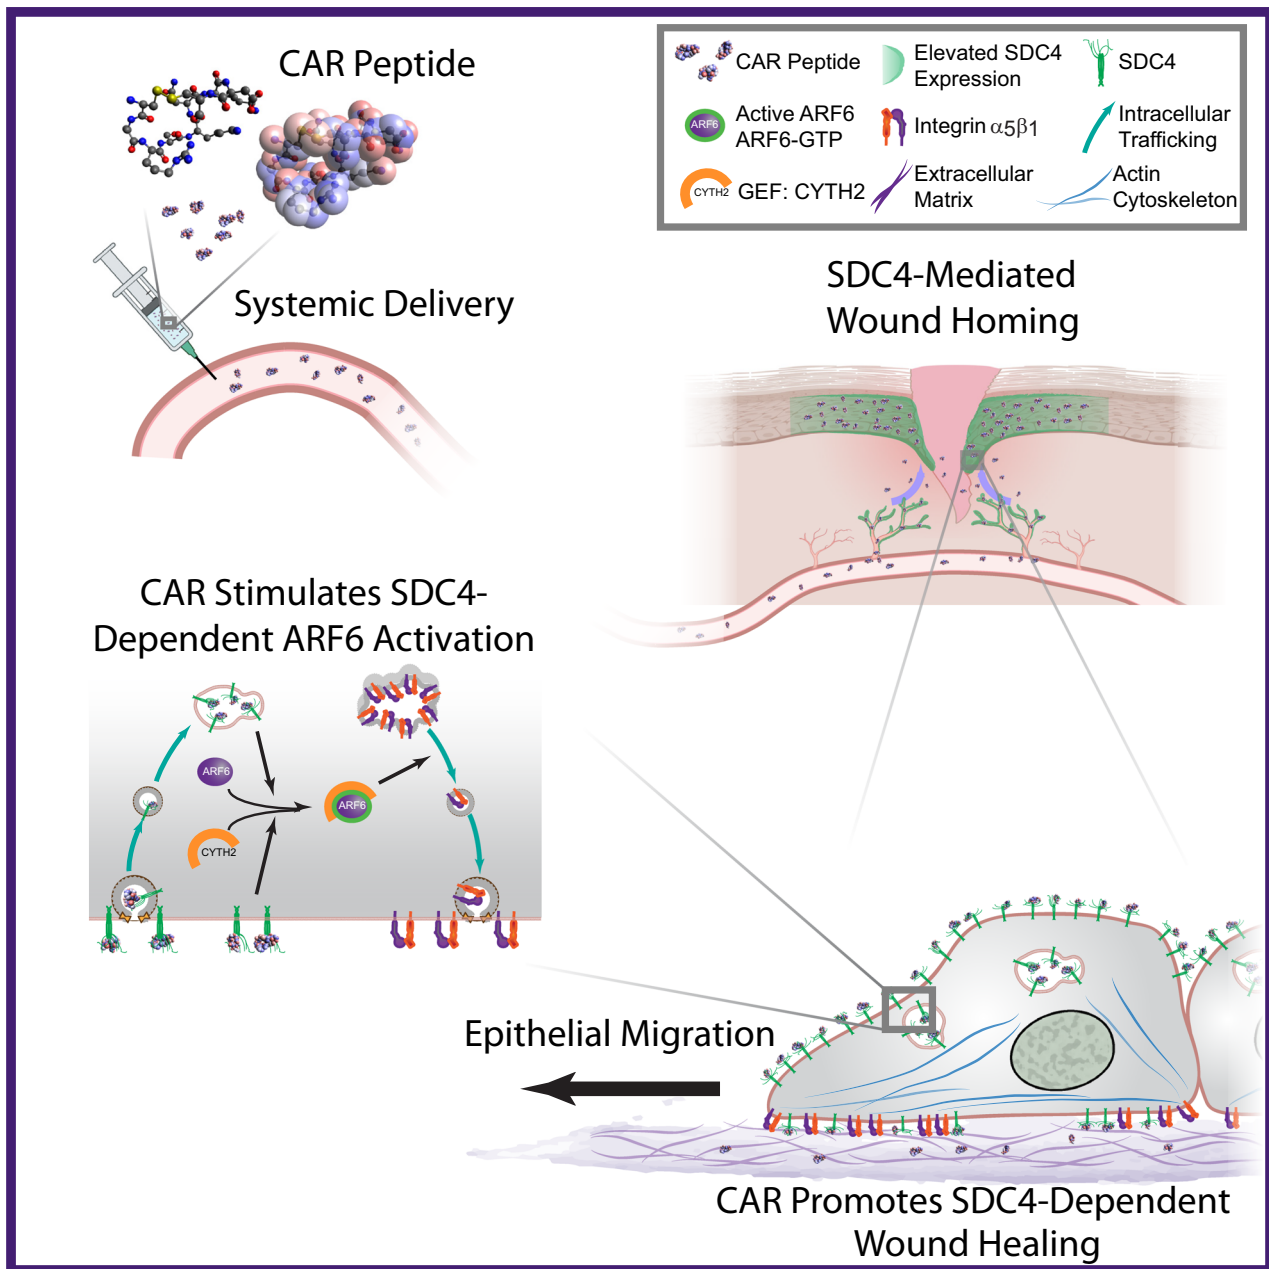 CAR Peptide
CAR Peptide
Elevated SDC4
Expression
SDC4
ARF6
Active ARF6
ARF6-GTP
Integrin α5β1
Intracellular
Trafficking
CYTH2
GEF: CYTH2
Extracellular
Matrix
Actin
Cytoskeleton
Systemic Delivery
SDC4-Mediated
Wound Homing
CAR Stimulates SDC4-
Dependent ARF6 Activation
ARF6
ARF6
CYTH2
Epithelial Migration
CAR Promotes SDC4-Dependent
Wound Healing